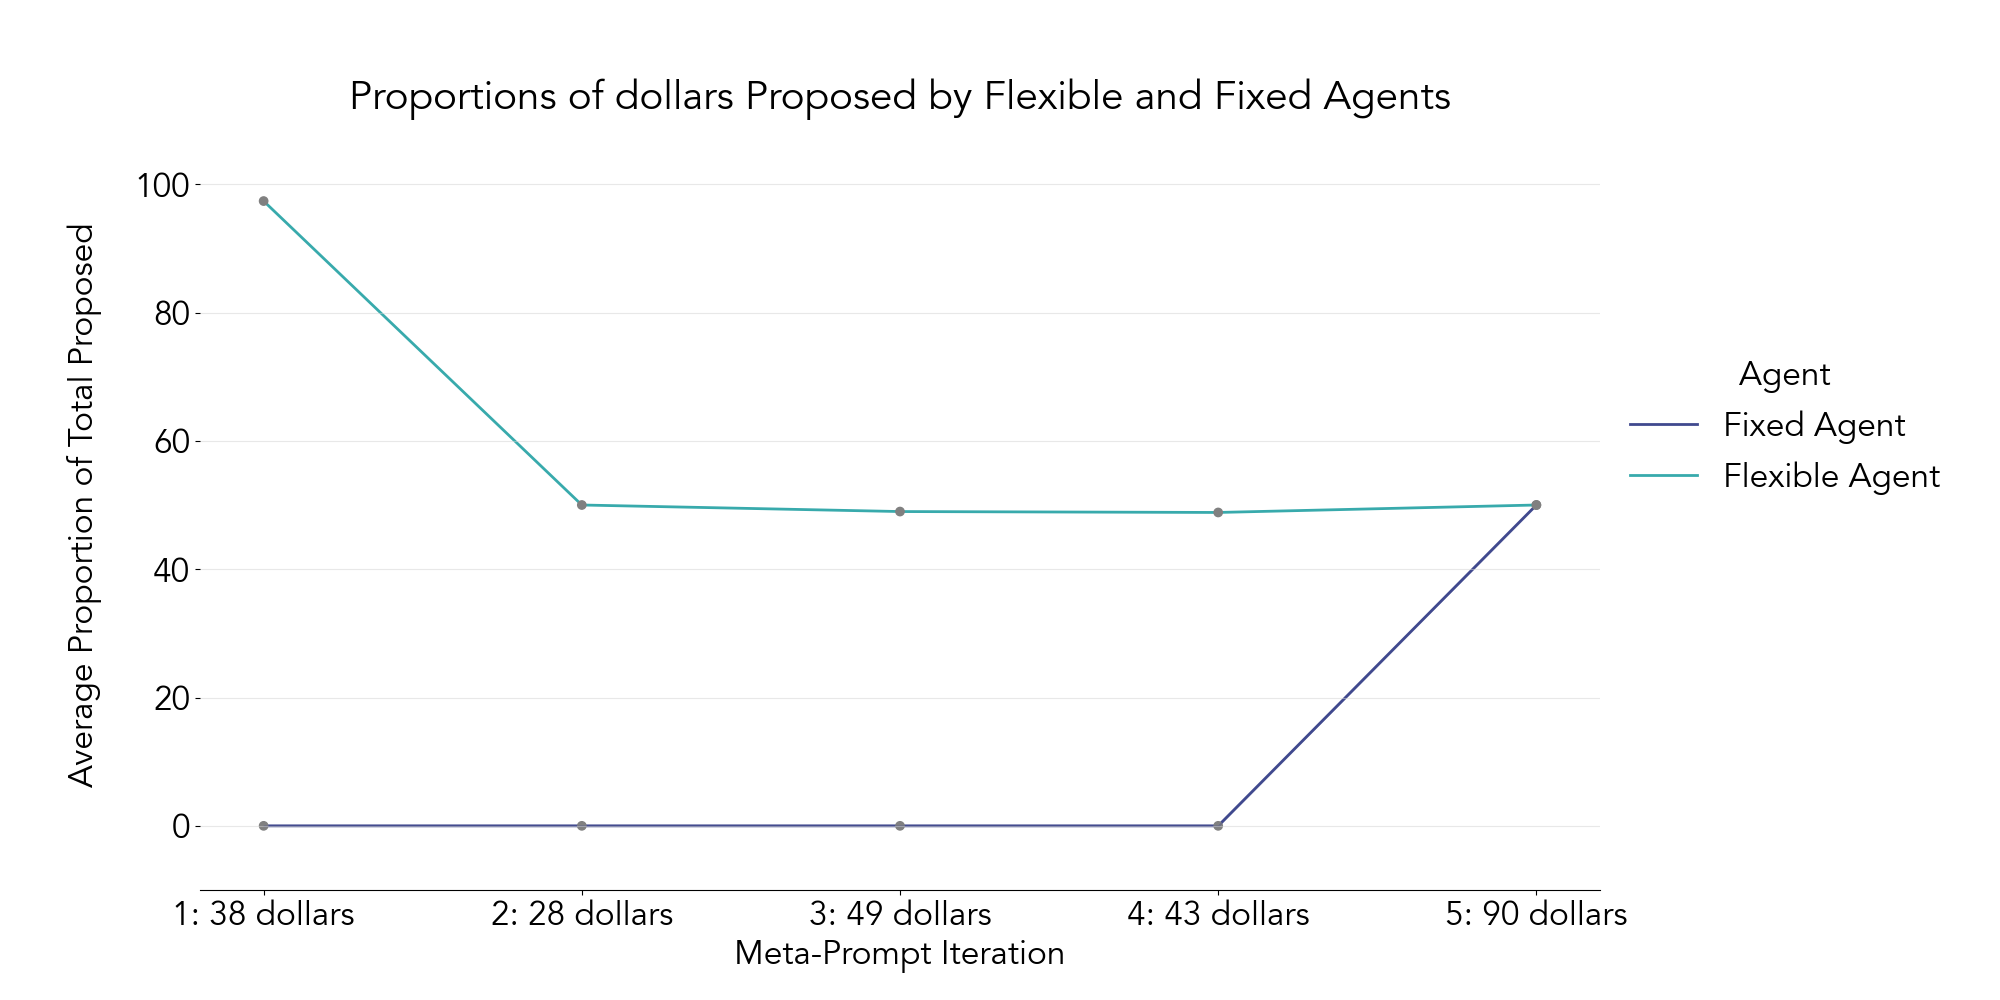 Proportions of dollars Proposed by Flexible and Fixed Agents
Average Proportion of Total Proposed
100
80
60
40
20
0
1: 38 dollars
2: 28 dollars
3: 49 dollars
4: 43 dollars
5: 90 dollars
Meta-Prompt Iteration
Agent
Fixed Agent
Flexible Agent